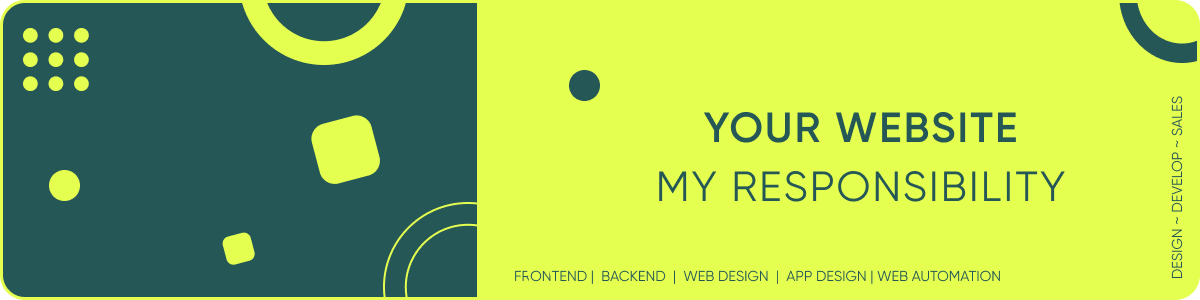 YOUR WEBSITE
MY RESPONSIBILITY
FRONTEND | BACKEND | WEB DESIGN | APP DESIGN | WEB AUTOMATION
DESIGN ~ DEVELOP ~ SALES